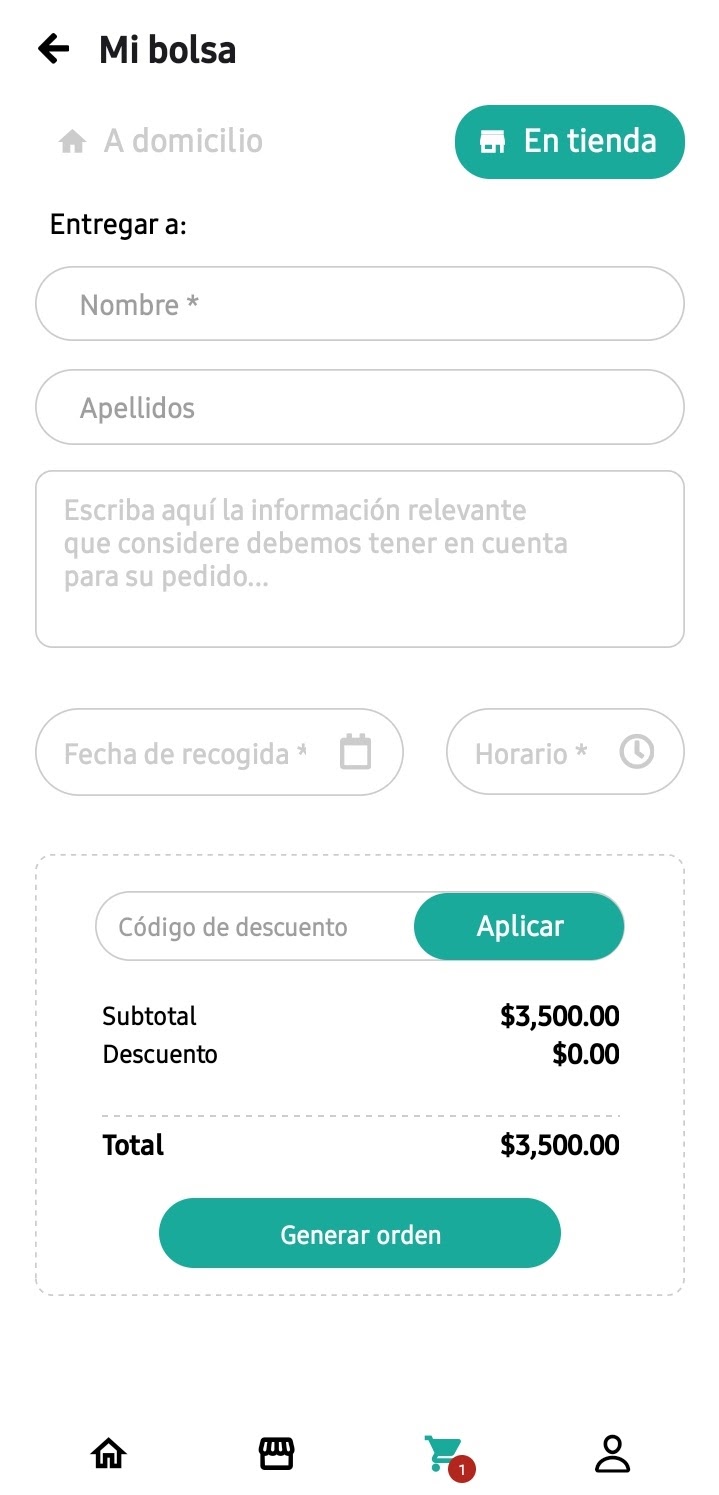 Mi bolsa
A domicilio
En tienda
Entregar a:
Nombre *
Apellidos
Escriba aquí la información relevante
que considere debemos tener en cuenta
para su pedido...
Fecha de recogida *
Horario *
Código de descuento
Aplicar
Subtotal $3,500.00
Descuento $0.00
Total $3,500.00
Generar orden
1